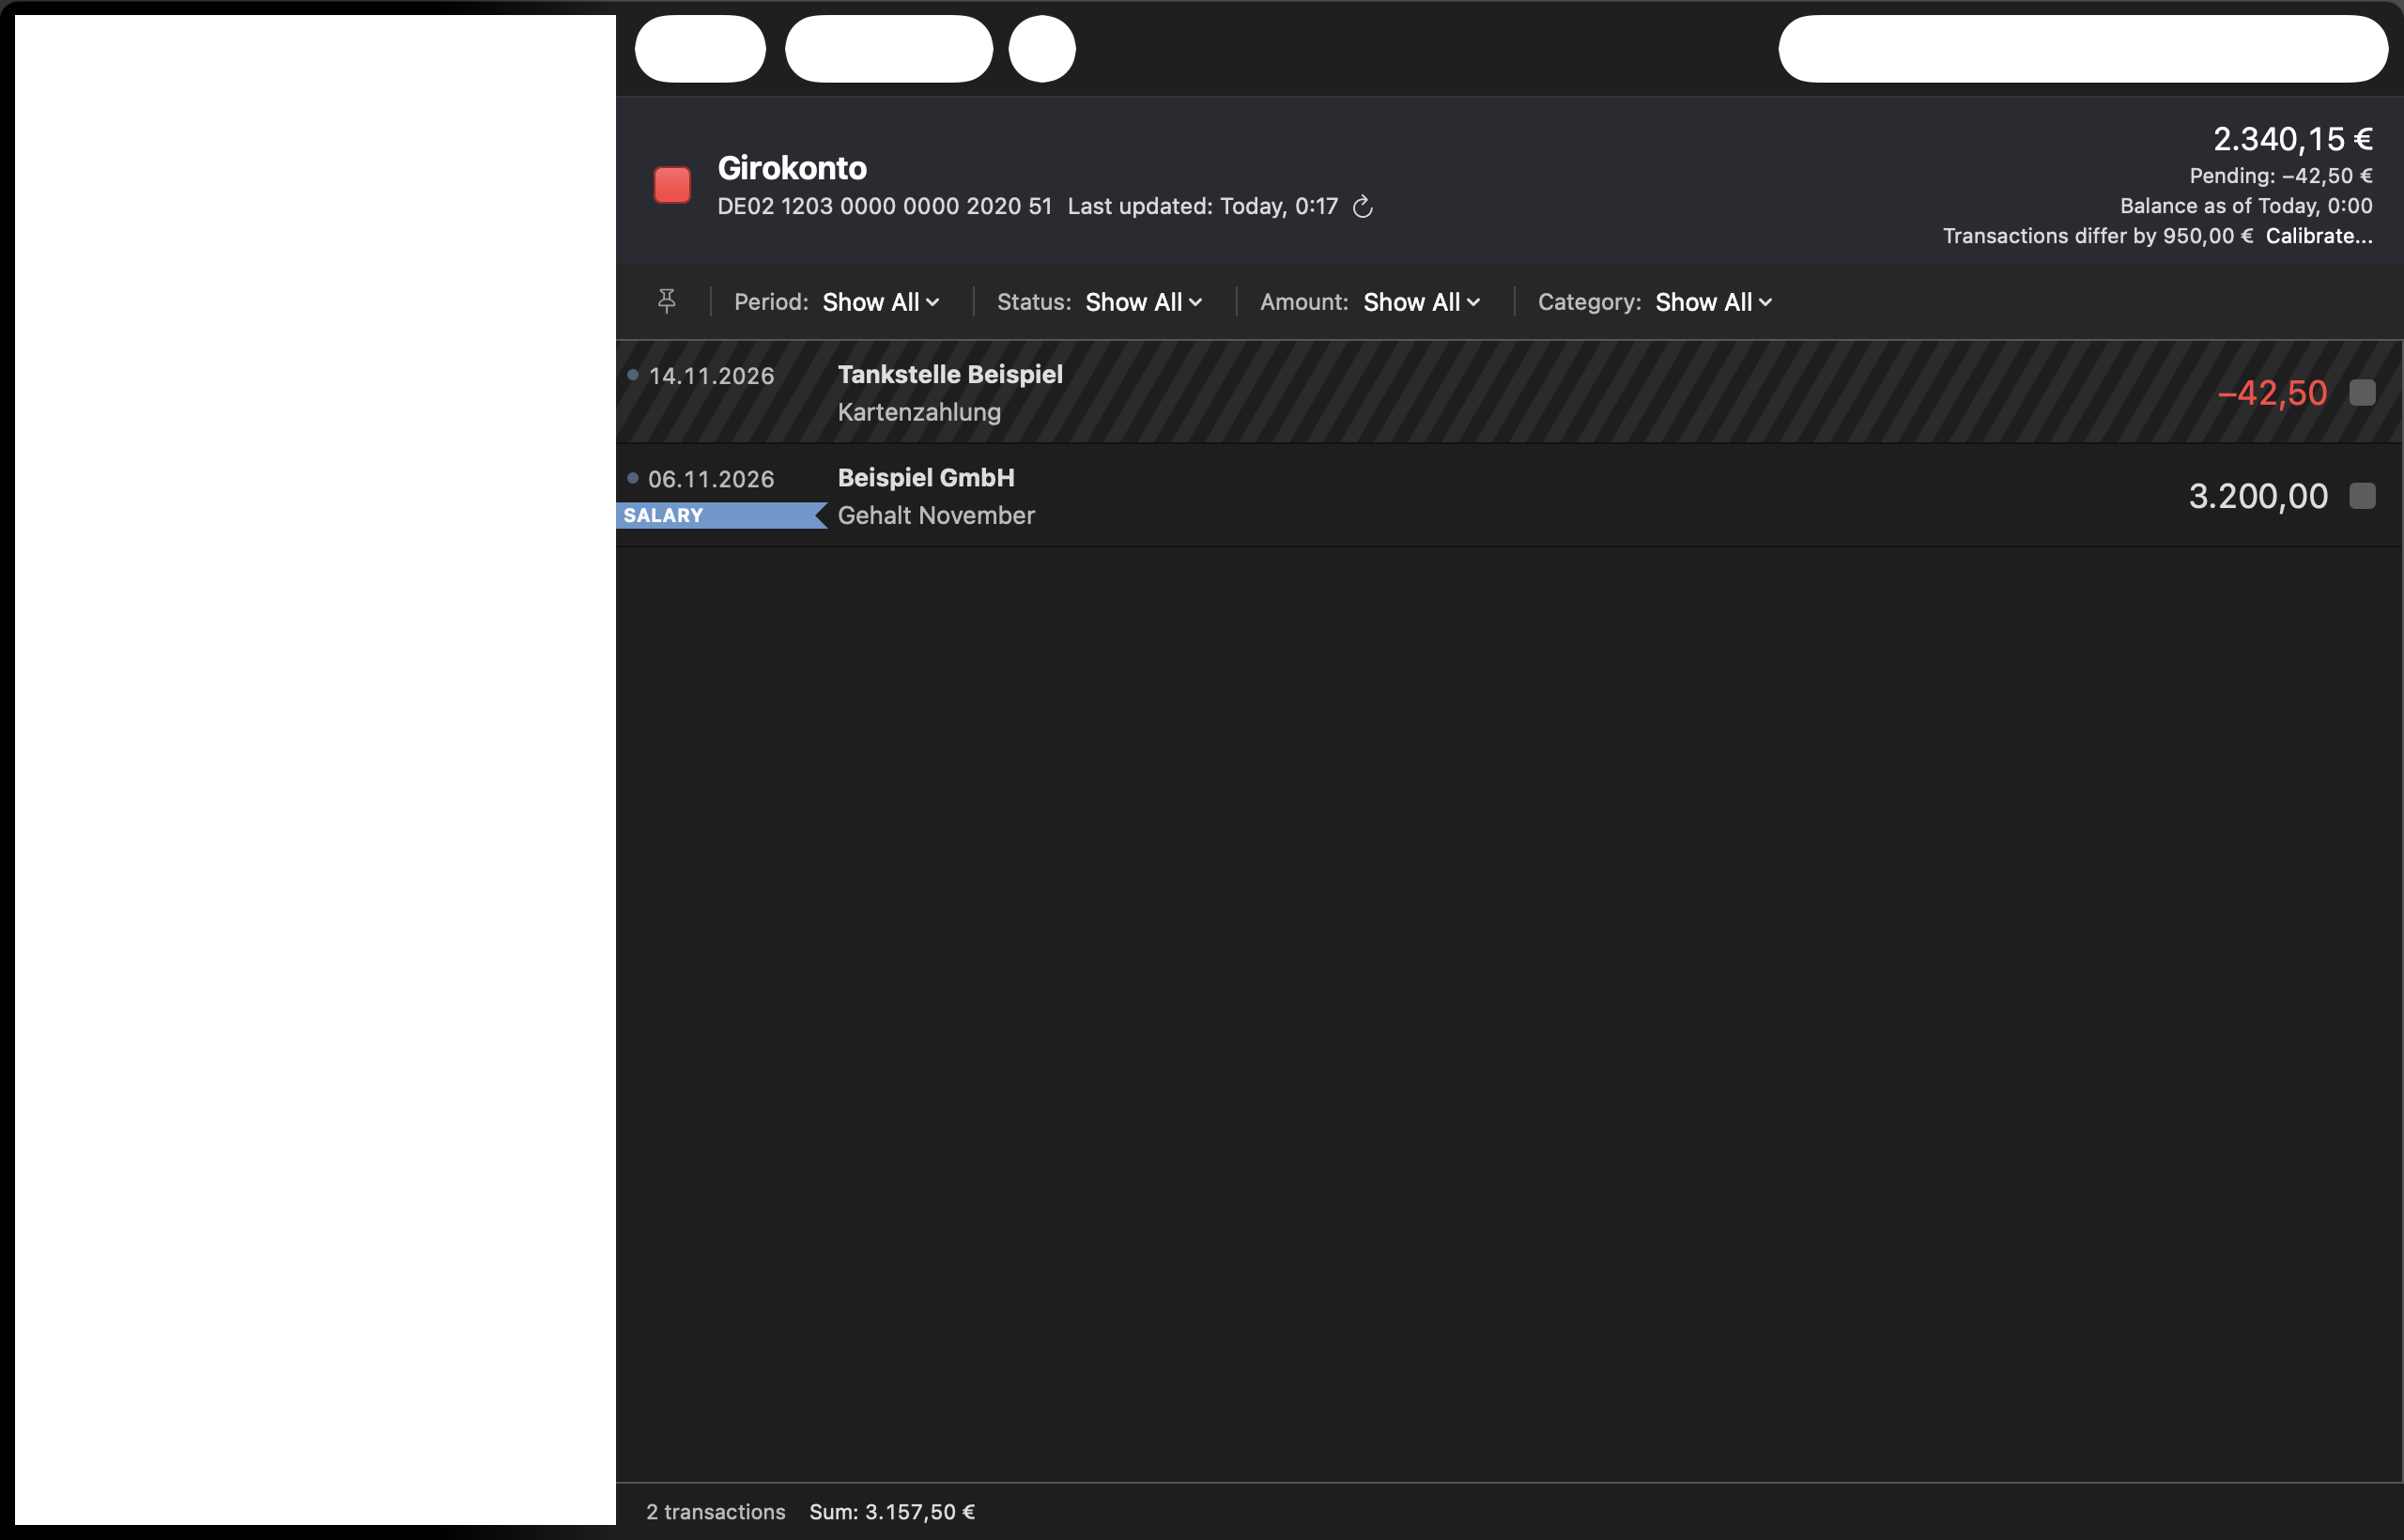 2.340,15 €
Girokonto
Pending: –42,50 €
DE02 1203 0000 0000 2020 51 Last updated: Today, 0:17
Balance as of Today, 0:00
Transactions differ by 950,00 € Calibrate...
Period: Show All Status: Show All Amount: Show All Category: Show All
14.11.2026 Tankstelle Beispiel
Kartenzahlung
–42,50
06.11.2026 Beispiel GmbH
SALARY Gehalt November
3.200,00
2 transactions Sum: 3.157,50 €